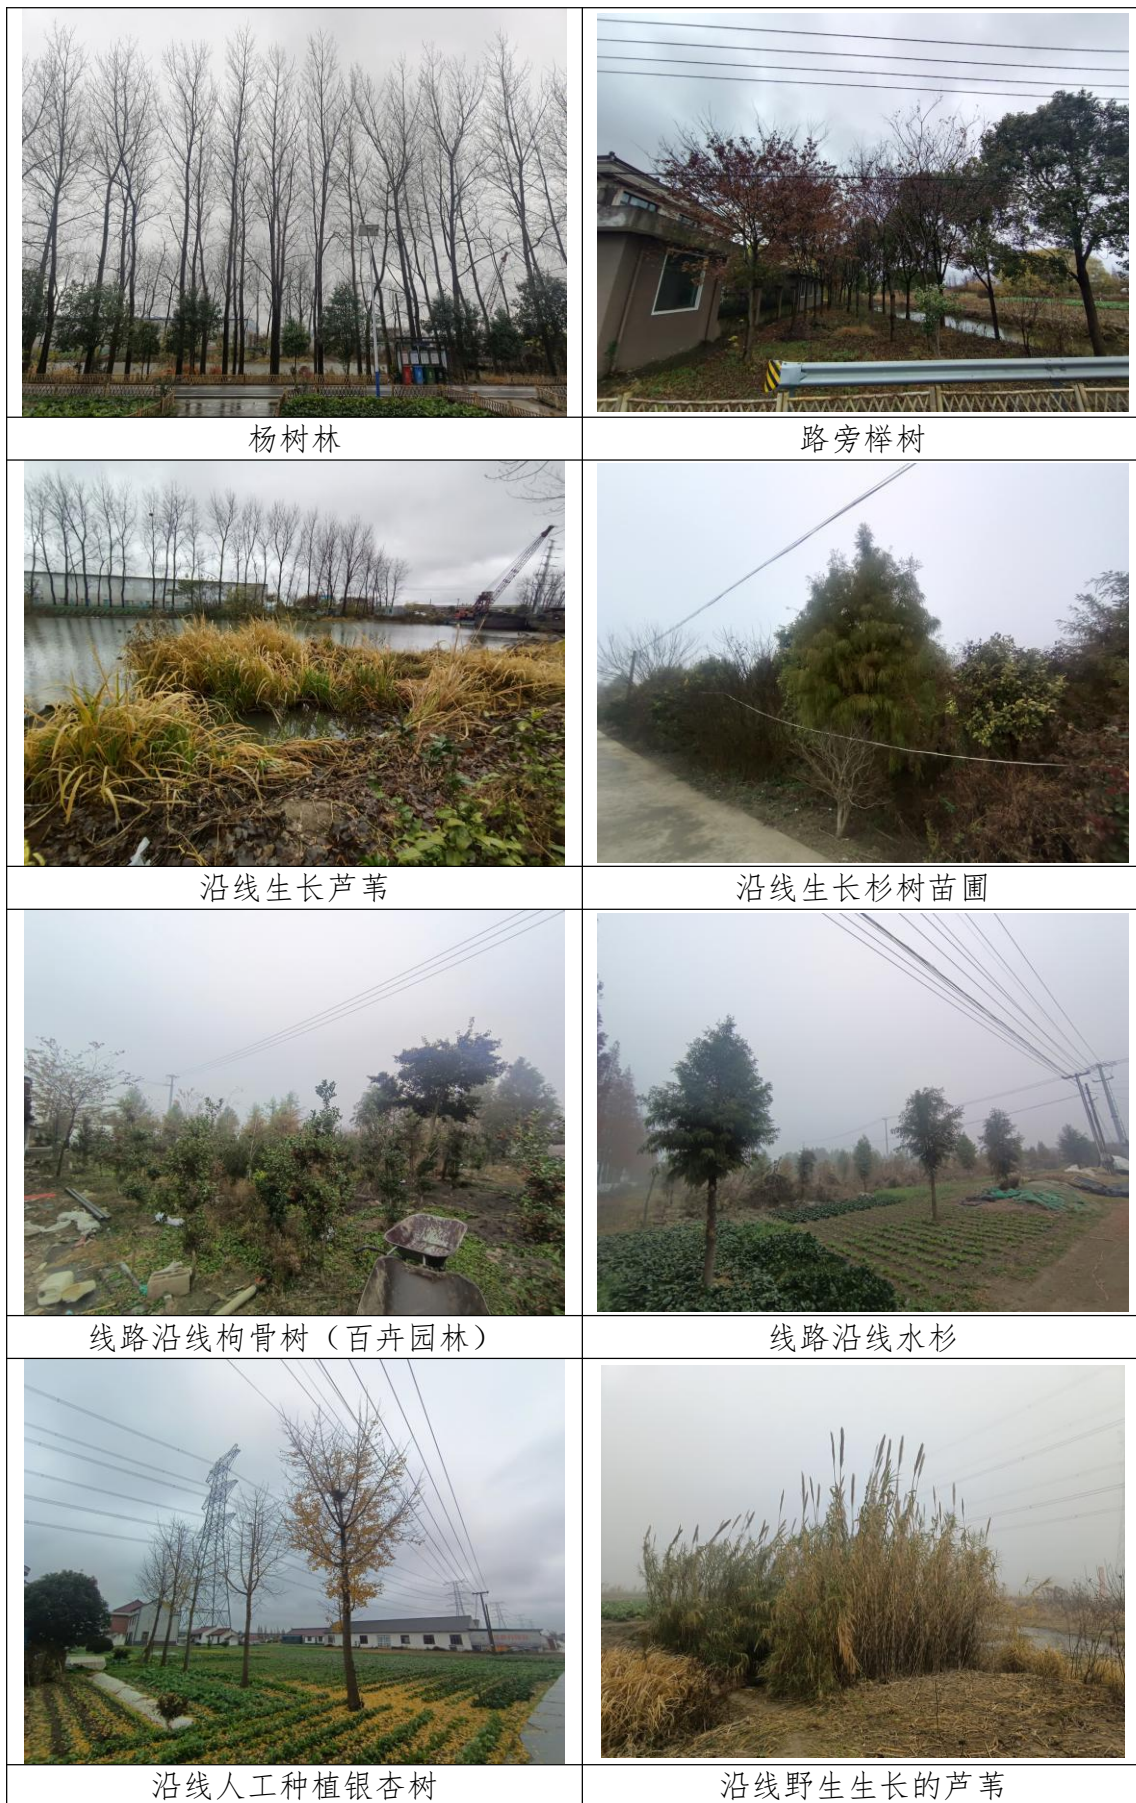 杨树林
路旁榉树
沿线生长芦苇
沿线生长杉树苗圃
线路沿线枸骨树（百卉园林）
线路沿线水杉
沿线人工种植银杏树
沿线野生生长的芦苇